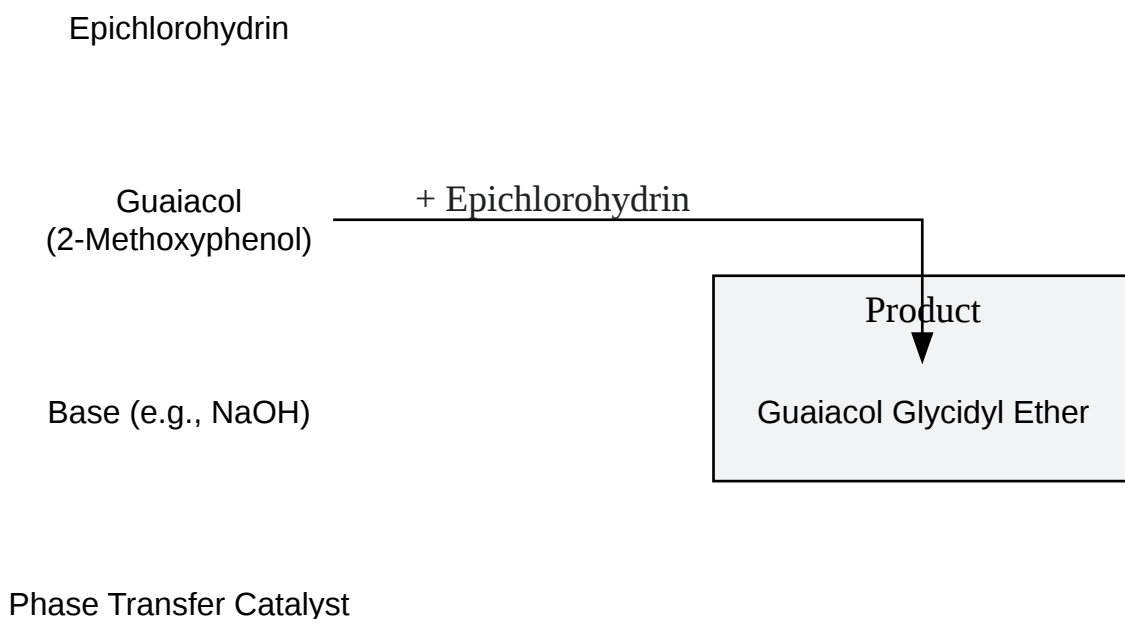 Epichlorohydrin
Guaiacol
(2-Methoxyphenol)
+ Epichlorohydrin
Product
Base (e.g., NaOH)
Guaiacol Glycidyl Ether
Phase Transfer Catalyst